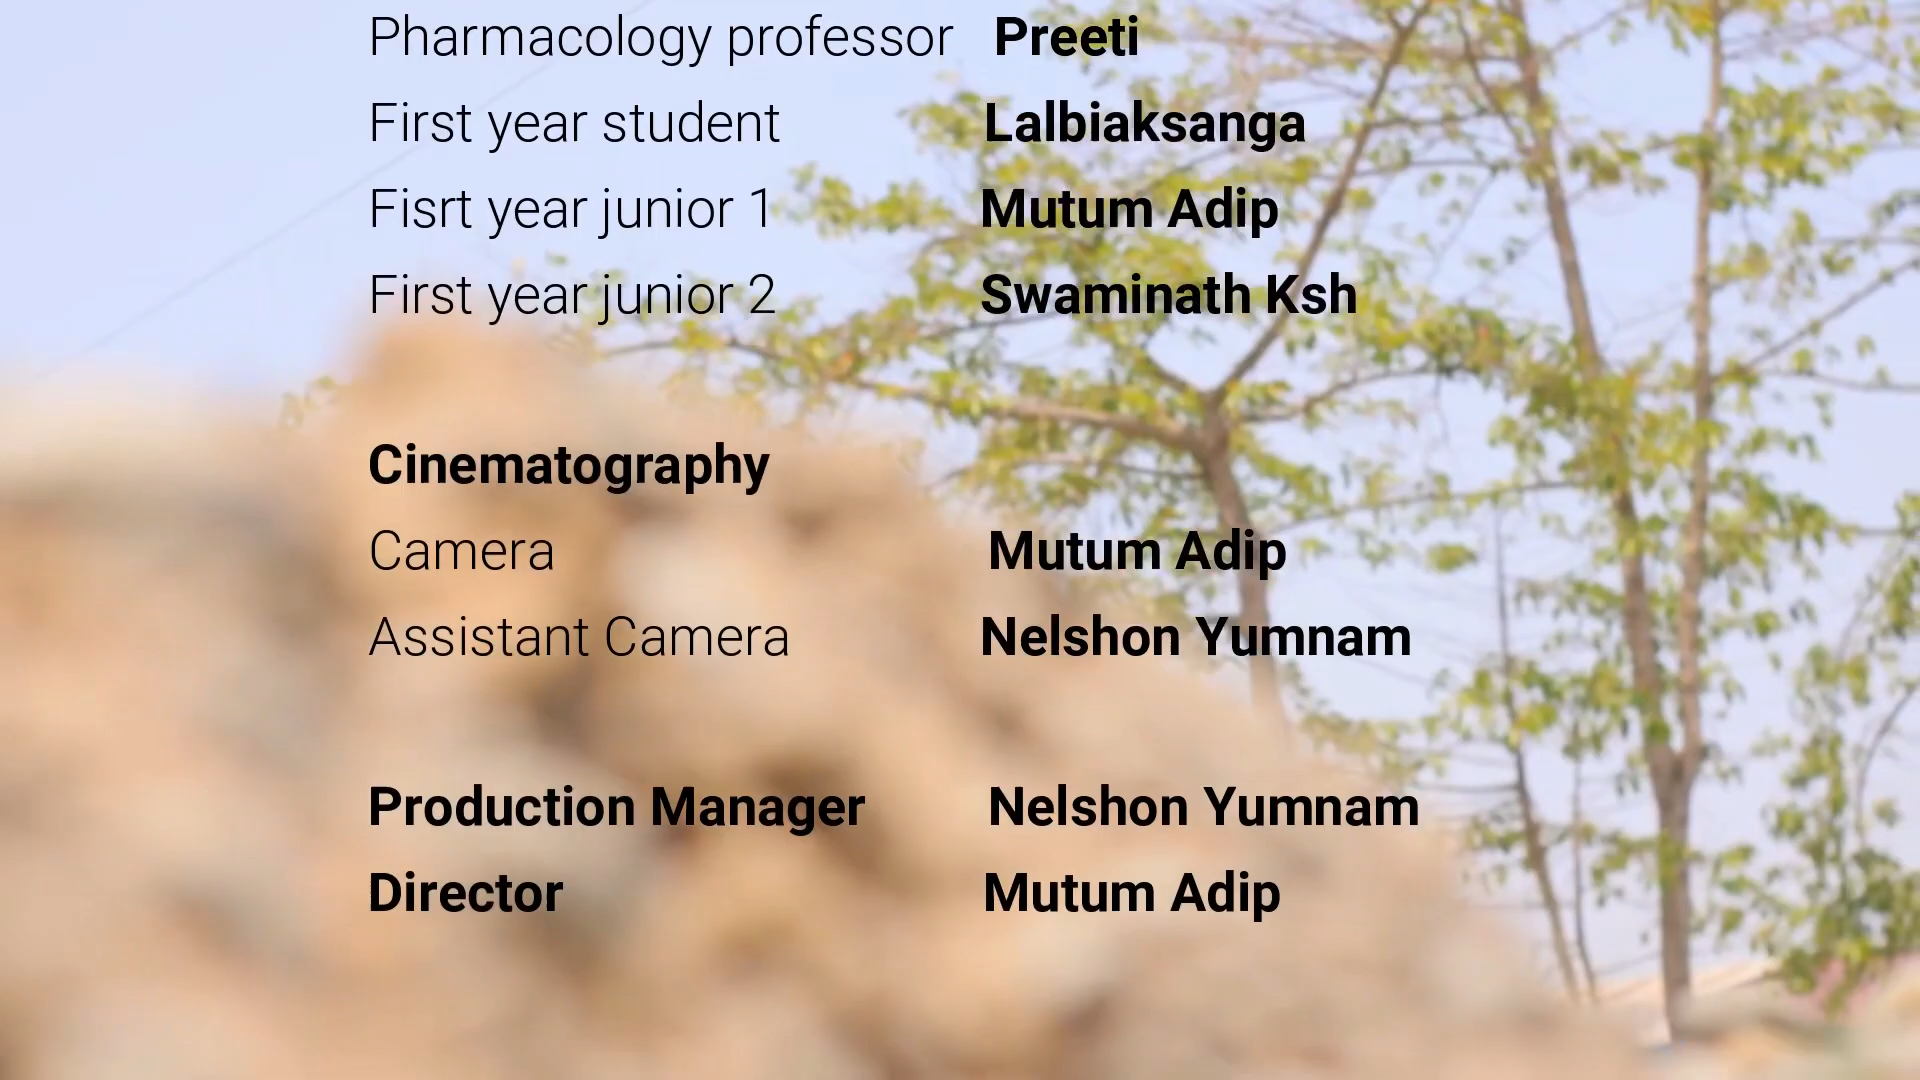 Pharmacology professor Preeti
First year student Lalbiaksanga
Fisrt year junior 1 Mutum Adip
First year junior 2 Swaminath Ksh
Cinematography
Camera Mutum Adip
Assistant Camera Nelshon Yumnam
Production Manager Nelshon Yumnam
Director Mutum Adip